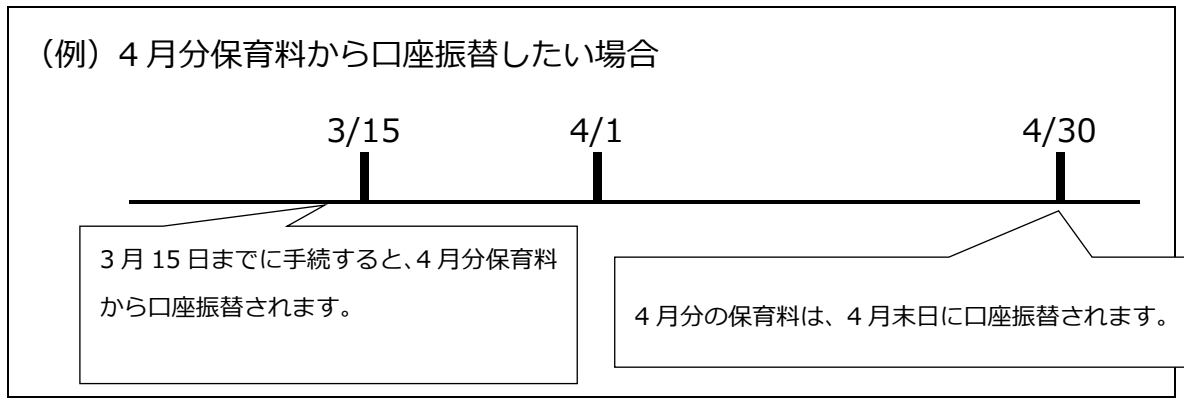 （例）4月分保育料から口座振替したい場合
3/15 4/1 4/30
3月15日までに手続すると、4月分保育料
から口座振替されます。
4月分の保育料は、4月末日に口座振替されます。